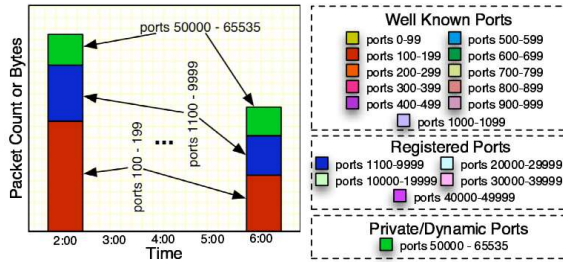 Packet Count or Bytes
ports 50000 - 65535
ports 1100 - 9999
ports 100 - 199
...
2:00 3:00 4:00 5:00 6:00
Time
Well Known Ports
ports 0-99 ports 500-599
ports 100-199 ports 600-699
ports 200-299 ports 700-799
ports 300-399 ports 800-899
ports 400-499 ports 900-999
ports 1000-1099
Registered Ports
ports 1100-9999 ports 20000-29999
ports 10000-19999 ports 30000-39999
ports 40000-49999
Private/Dynamic Ports
ports 50000 - 65535